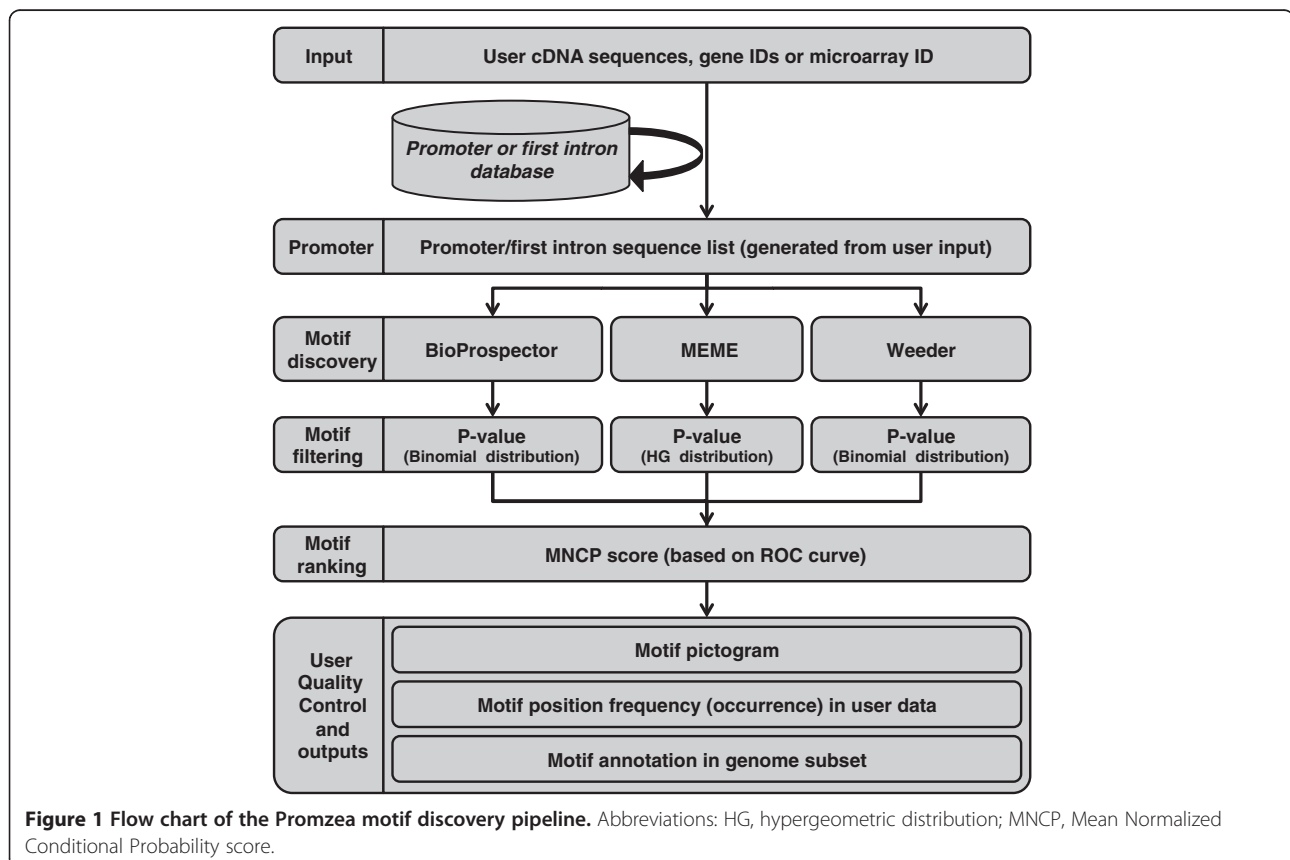 Input
User cDNA sequences, gene IDs or microarray ID
Promoter or first intron
database
Promoter
Promoter/first intron sequence list (generated from user input)
Motif
discovery
BioProspector
MEME
Weeder
Motif
filtering
P-value
(Binomial distribution)
P-value
(HG distribution)
P-value
(Binomial distribution)
Motif
ranking
MNCP score (based on ROC curve)
User
Quality
Control
and
outputs
Motif pictogram
Motif position frequency (occurrence) in user data
Motif annotation in genome subset
Figure 1 Flow chart of the Promzea motif discovery pipeline. Abbreviations: HG, hypergeometric distribution; MNCP, Mean Normalized
Conditional Probability score.